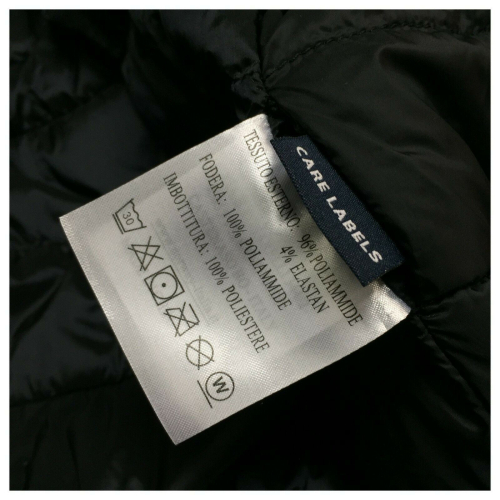 CARE LABELS
TESSUTO ESTERNO: 96% POLIAMMIDE
4% ELASTAN
FODERA: 100% POLIAMMIDE
IMBOTTITURA: 100% POLIESTERE
30
W